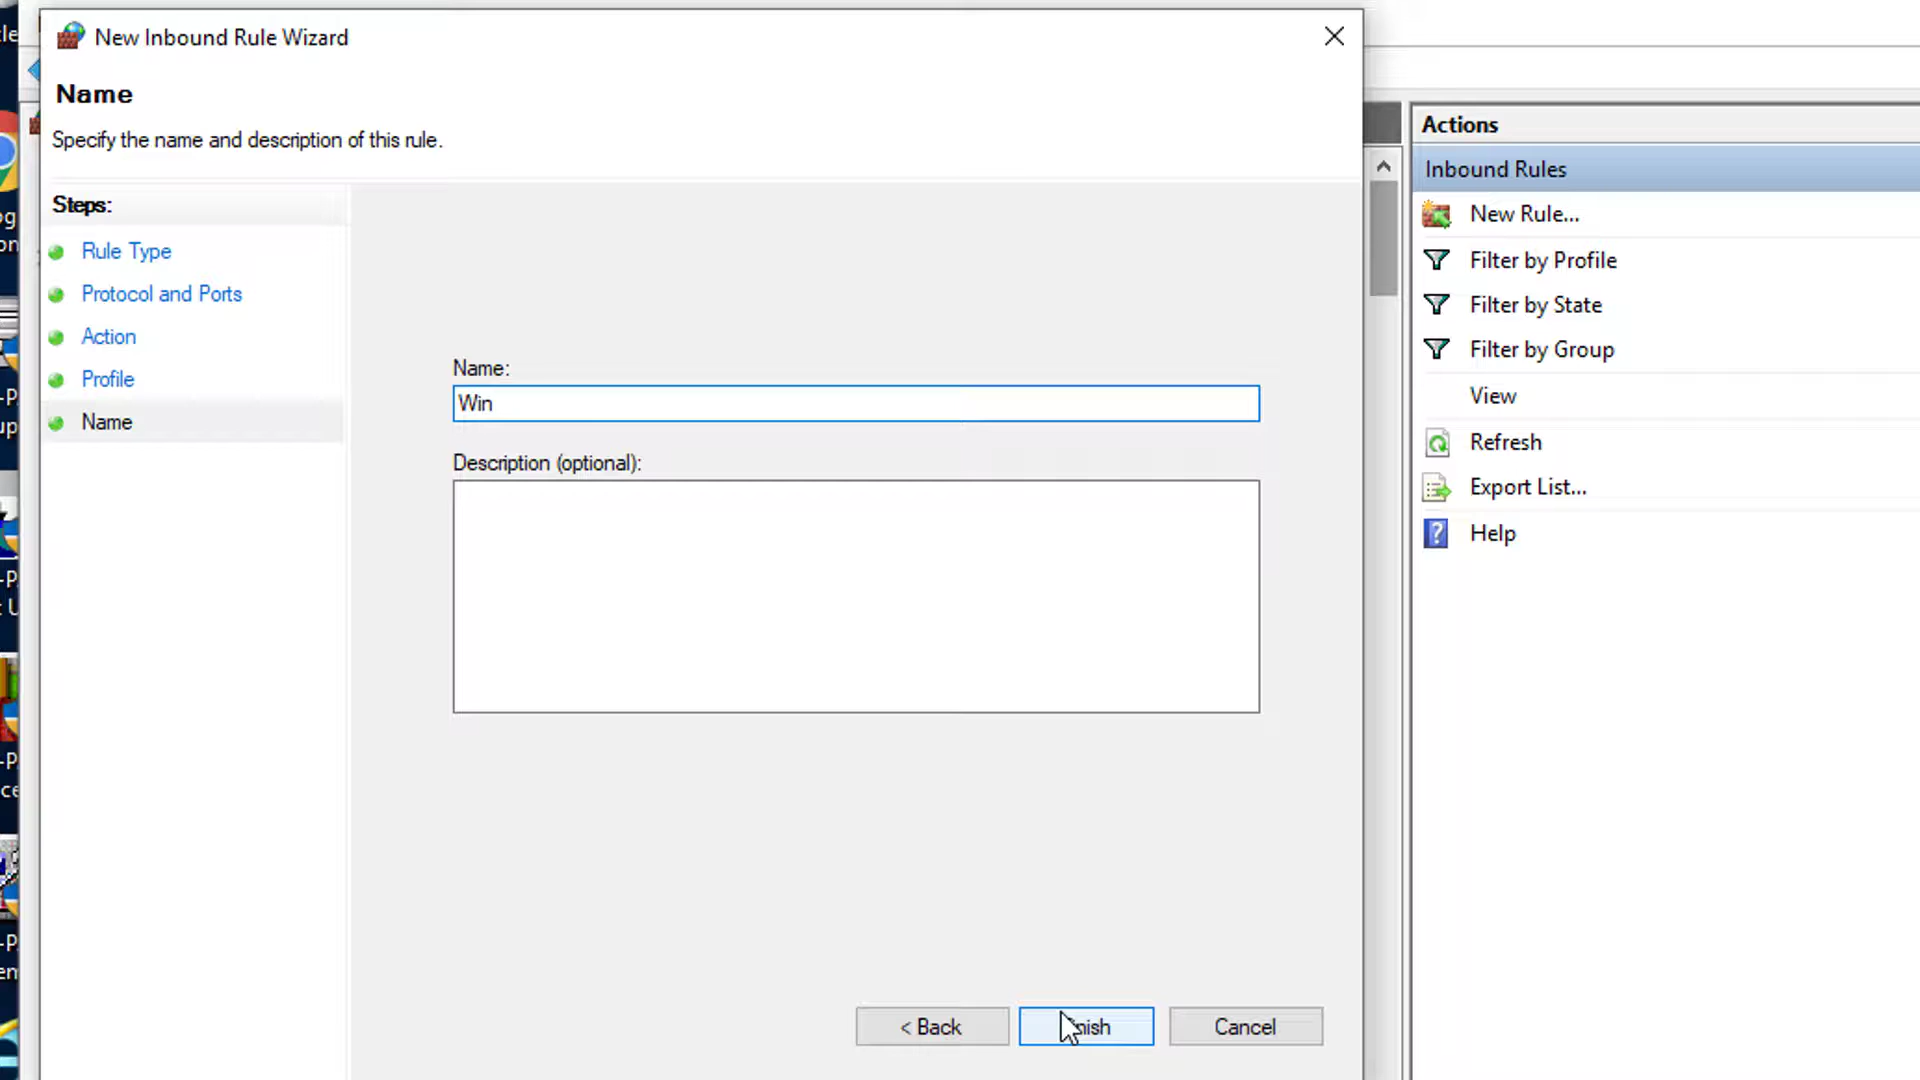 New Inbound Rule Wizard
Name
Specify the name and description of this rule.
Steps:
Rule Type
Protocol and Ports
Action
Profile
Name
Name:
Win
Description (optional):
< Back
Cancel
Actions
Inbound Rules
New Rule...
Filter by Profile
Filter by State
Filter by Group
View
Refresh
Export List...
Help